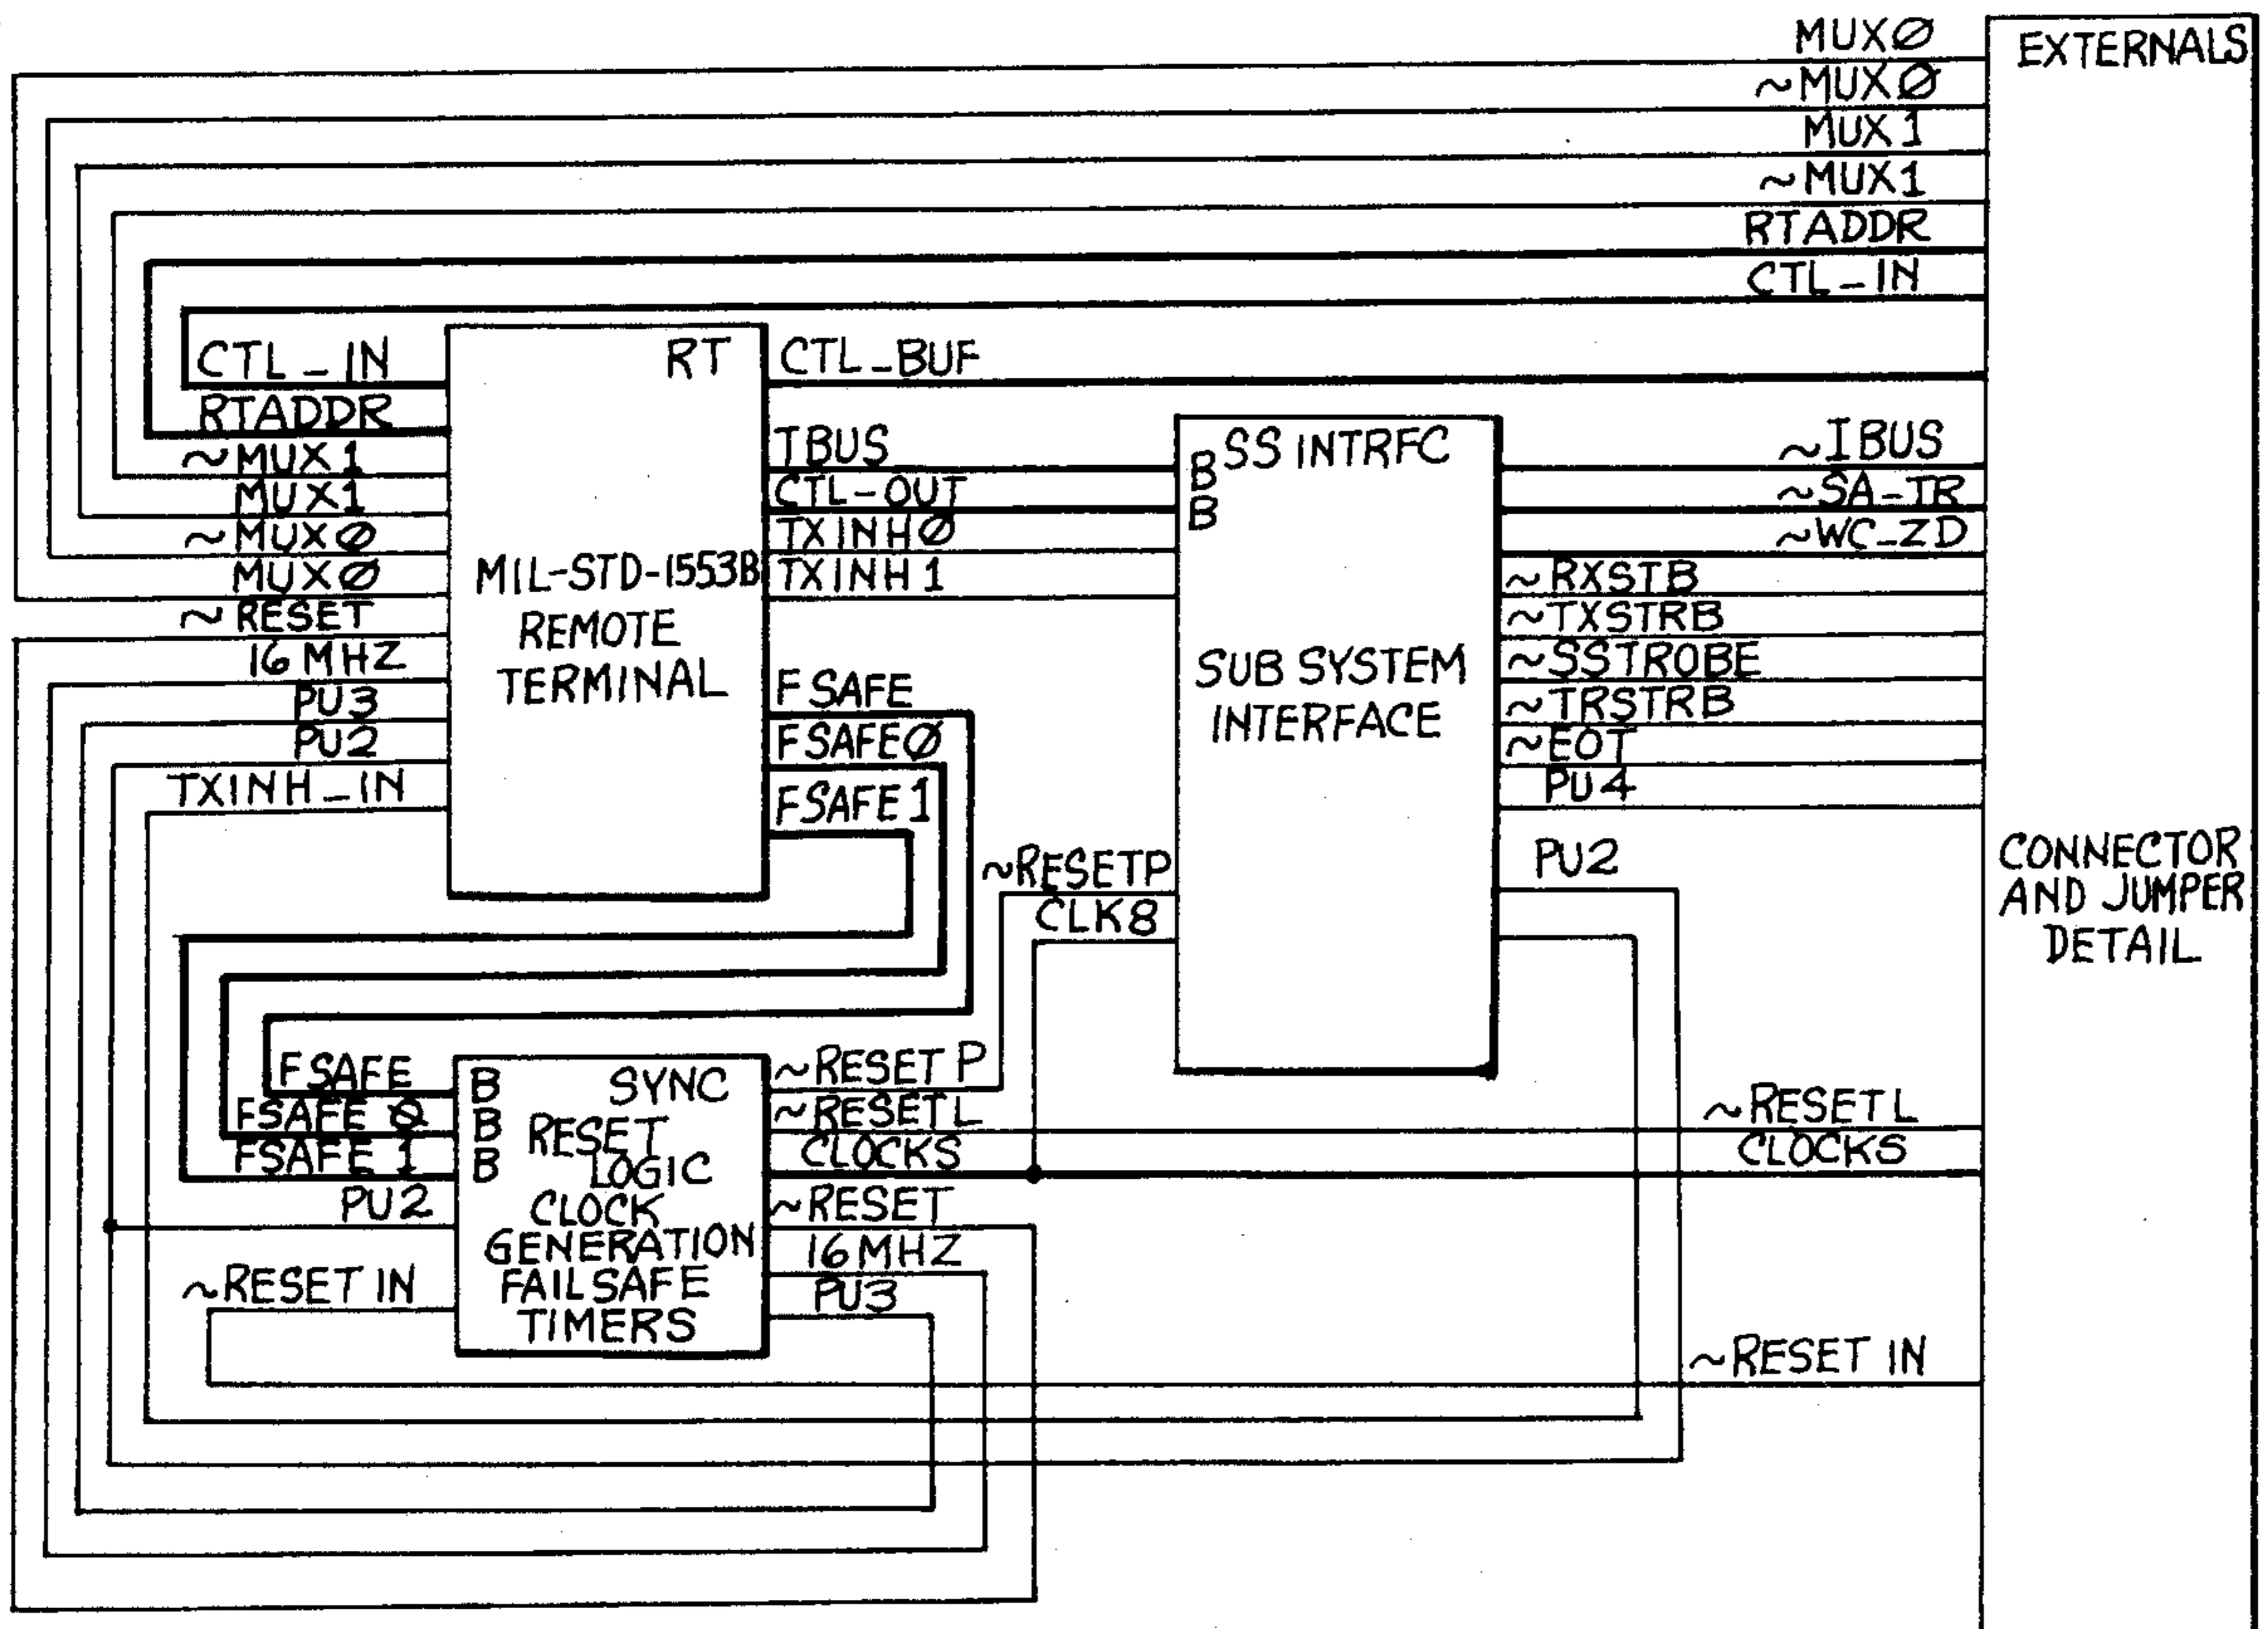 MUXØ
EXTERNALS
~MUXØ
MUX1
~MUX1
RTADDR
CTL_IN
CTL_IN
RTADDR
~MUX1
MUX1
~MUXØ
MUXØ
~RESET
16MHZ
PU3
PU2
TXINH_IN
RT
MIL-STD-1553B
REMOTE
TERMINAL
CTL_BUF
TBUS
CTL-OUT
TXINHØ
TXINH1
FSAFE
FSAFEØ
FSAFE1
B SS INTRFC
B
SUB SYSTEM
INTERFACE
~RESETP
CLK8
~IBUS
~SA-TR
~WC-ZD
~RXSTB
~TXSTRB
~SSTROBE
~TRSTRB
~EOT
PU4
PU2
CONNECTOR
AND JUMPER
DETAIL
FSAFE
FSAFE Ø
FSAFE 1
PU2
~RESET IN
B SYNC
B RESET
B LOGIC
CLOCK
GENERATION
FAILSAFE
TIMERS
~RESET P
~RESETL
CLOCKS
~RESET
16MHZ
PU3
~RESETL
CLOCKS
~RESET IN